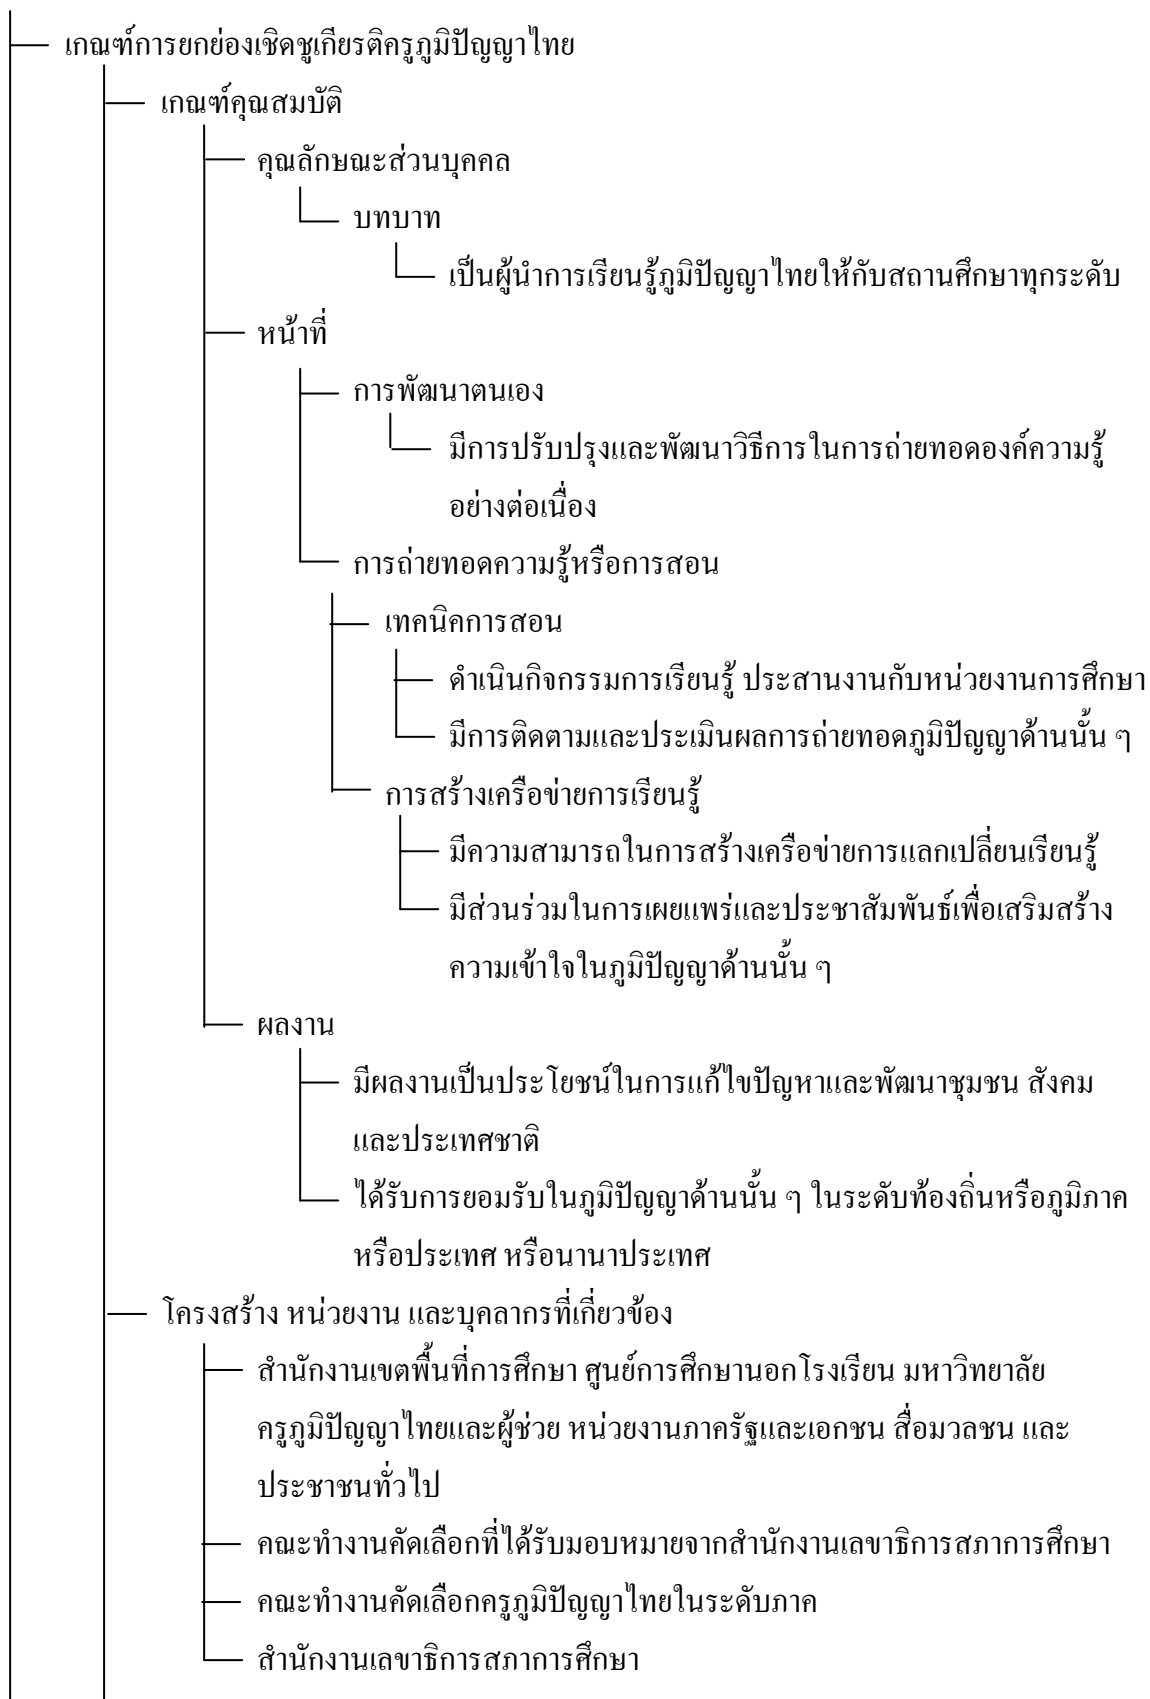 เกณฑ์การยกย่องเชิดชูเกียรติครูภูมิปัญญาไทย
เกณฑ์คุณสมบัติ
คุณลักษณะส่วนบุคคล
บทบาท
เป็นผู้นำการเรียนรู้ภูมิปัญญาไทยให้กับสถานศึกษาทุกระดับ
หน้าที่
การพัฒนาตนเอง
มีการปรับปรุงและพัฒนาวิธีการในการถ่ายทอดองค์ความรู้
อย่างต่อเนื่อง
การถ่ายทอดความรู้หรือการสอน
เทคนิคการสอน
ดำเนินกิจกรรมการเรียนรู้ ประสานงานกับหน่วยงานการศึกษา
มีการติดตามและประเมินผลการถ่ายทอดภูมิปัญญาด้านนั้น ๆ
การสร้างเครือข่ายการเรียนรู้
มีความสามารถในการสร้างเครือข่ายการแลกเปลี่ยนเรียนรู้
มีส่วนร่วมในการเผยแพร่และประชาสัมพันธ์เพื่อเสริมสร้าง
ความเข้าใจในภูมิปัญญาด้านนั้น ๆ
ผลงาน
มีผลงานเป็นประโยชน์ในการแก้ไขปัญหาและพัฒนาชุมชน สังคม
และประเทศชาติ
ได้รับการยอมรับในภูมิปัญญาด้านนั้น ๆ ในระดับท้องถิ่นหรือภูมิภาค
หรือประเทศ หรือนานาประเทศ
โครงสร้าง หน่วยงาน และบุคลากรที่เกี่ยวข้อง
สำนักงานเขตพื้นที่การศึกษา ศูนย์การศึกษานอกโรงเรียน มหาวิทยาลัย
ครูภูมิปัญญาไทยและผู้ช่วย หน่วยงานภาครัฐและเอกชน สื่อมวลชน และ
ประชาชนทั่วไป
คณะทำงานคัดเลือกที่ได้รับมอบหมายจากสำนักงานเลขาธิการสภาการศึกษา
คณะทำงานคัดเลือกครูภูมิปัญญาไทยในระดับภาค
สำนักงานเลขาธิการสภาการศึกษา